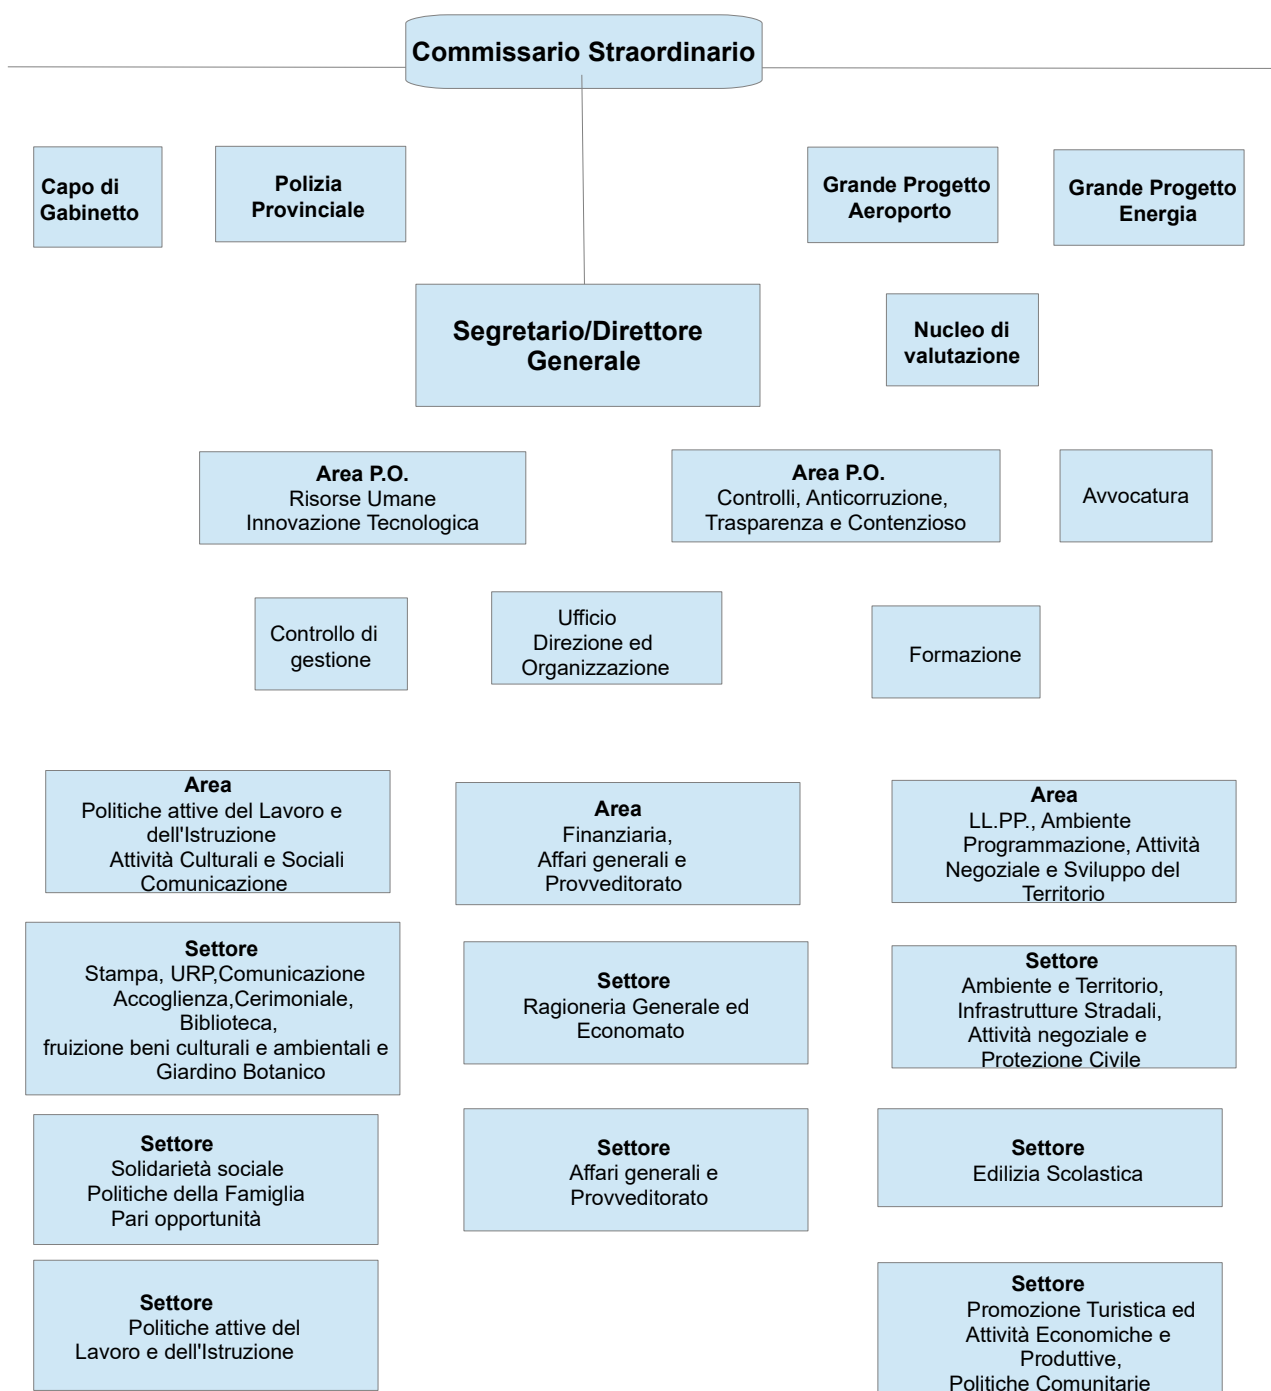 Commissario Straordinario
Capo di
Gabinetto
Polizia
Provinciale
Grande Progetto
Aeroporto
Grande Progetto
Energia
Segretario/Direttore
Generale
Nucleo di
valutazione
Area P.O.
Risorse Umane
Innovazione Tecnologica
Area P.O.
Controlli, Anticorruzione,
Trasparenza e Contenzioso
Avvocatura
Controllo di
gestione
Ufficio
Direzione ed
Organizzazione
Formazione
Area
Politiche attive del Lavoro e
dell'Istruzione
Attività Culturali e Sociali
Comunicazione
Area
Finanziaria,
Affari generali e
Provveditorato
Area
LL.PP., Ambiente
Programmazione, Attività
Negoziale e Sviluppo del
Territorio
Settore
Stampa, URP,Comunicazione
Accoglienza,Cerimoniale,
Biblioteca,
fruizione beni culturali e ambientali e
Giardino Botanico
Settore
Ragioneria Generale ed
Economato
Settore
Ambiente e Territorio,
Infrastrutture Stradali,
Attività negoziale e
Protezione Civile
Settore
Solidarietà sociale
Politiche della Famiglia
Pari opportunità
Settore
Affari generali e
Provveditorato
Settore
Edilizia Scolastica
Settore
Politiche attive del
Lavoro e dell'Istruzione
Settore
Promozione Turistica ed
Attività Economiche e
Produttive,
Politiche Comunitarie